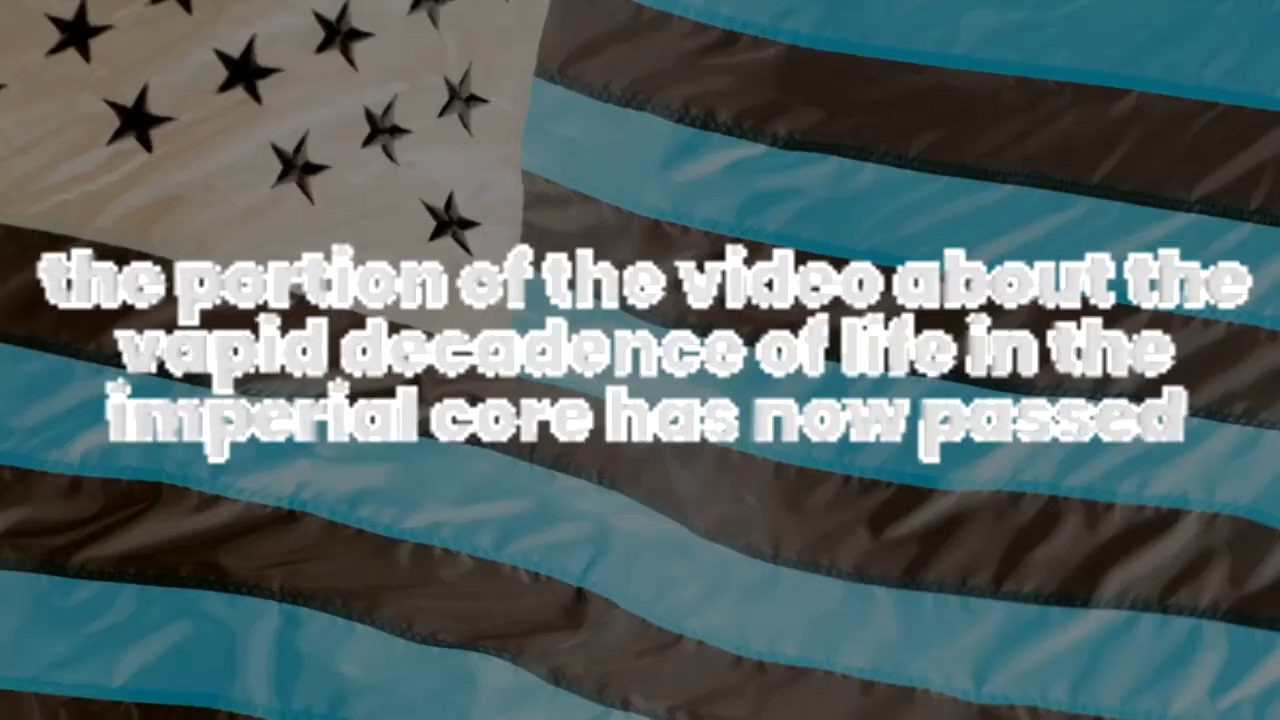 the portion of the video about the
vapid decadence of life in the
imperial core has now passed